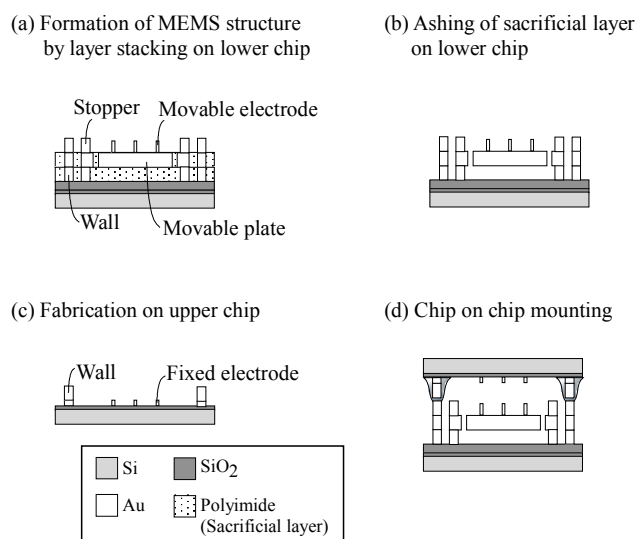 (a) Formation of MEMS structure
by layer stacking on lower chip
(b) Ashing of sacrificial layer
on lower chip
Stopper
Movable electrode
Wall
Movable plate
(c) Fabrication on upper chip
(d) Chip on chip mounting
Wall
Fixed electrode
Si
SiO2
Au
Polyimide
(Sacrificial layer)